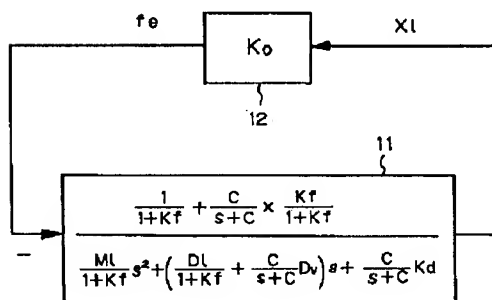 fe
Xl
Ko
12
11
1/(1+Kf) + C/(s+C) × Kf/(1+Kf)
Ml/(1+Kf) s² + (Dl/(1+Kf) + C/(s+C) Dv) s + C/(s+C) Kd
−